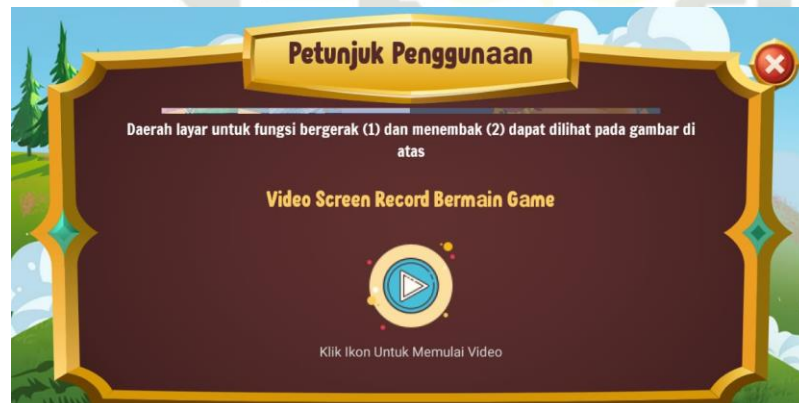 Petunjuk Penggunaan
Daerah layar untuk fungsi bergerak (1) dan menembak (2) dapat dilihat pada gambar di
atas
Video Screen Record Bermain Game
Klik Ikon Untuk Memulai Video